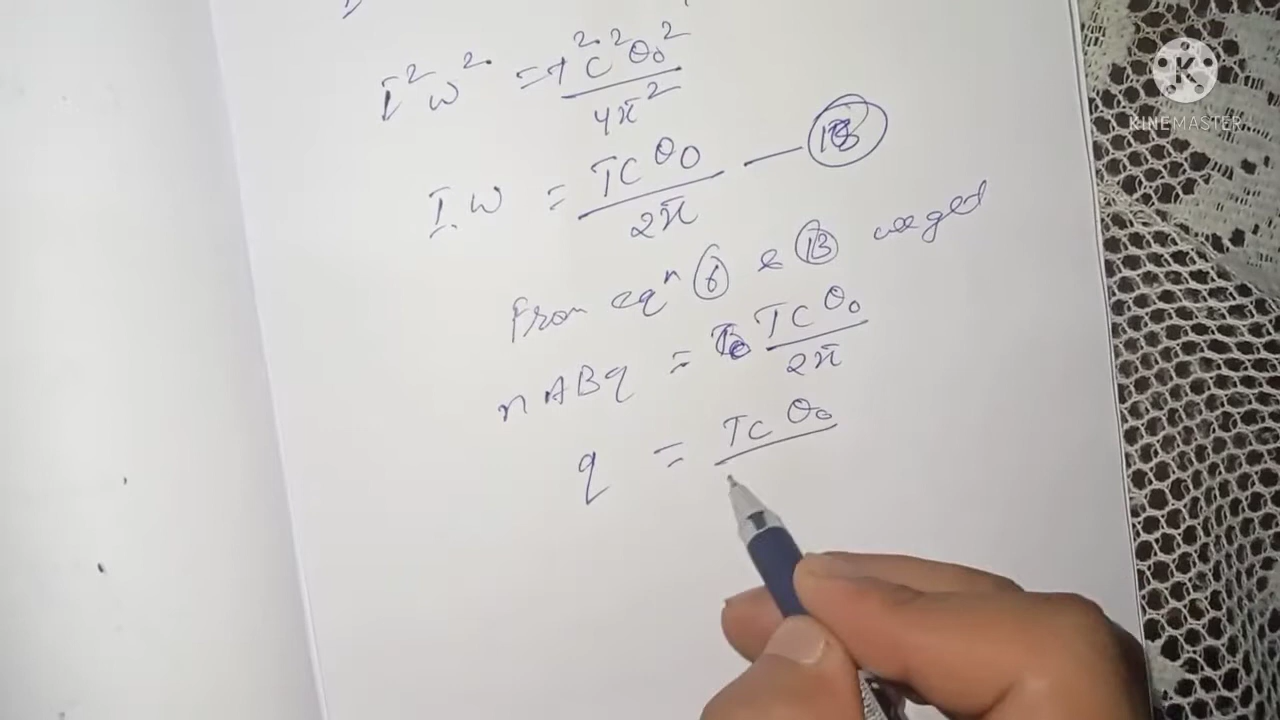 I²ω² = T²C²θ₀² / 4π²
K
KINEMASTER
I.ω = TCθ₀ / 2π — 13
From eqⁿ 6 & 13 we get
nABq = TCθ₀ / 2π
q = TCθ₀